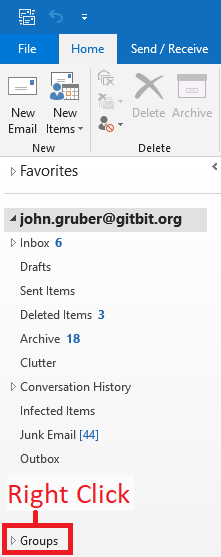 File Home Send / Receive
New Email New Items Delete Archive
New Delete
Favorites
john.gruber@gitbit.org
Inbox 6
Drafts
Sent Items
Deleted Items 3
Archive 18
Clutter
Conversation History
Infected Items
Junk Email [44]
Outbox
Right Click
Groups